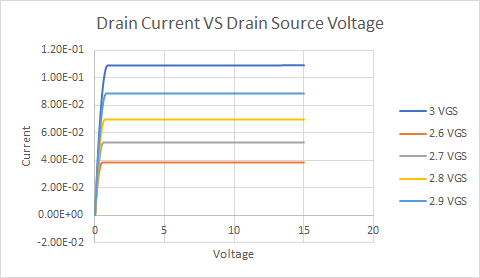 Drain Current VS Drain Source Voltage
1.20E-01
1.00E-01
8.00E-02
6.00E-02
4.00E-02
2.00E-02
0.00E+00
-2.00E-02
0 5 10 15 20
Current
Voltage
3 VGS
2.6 VGS
2.7 VGS
2.8 VGS
2.9 VGS